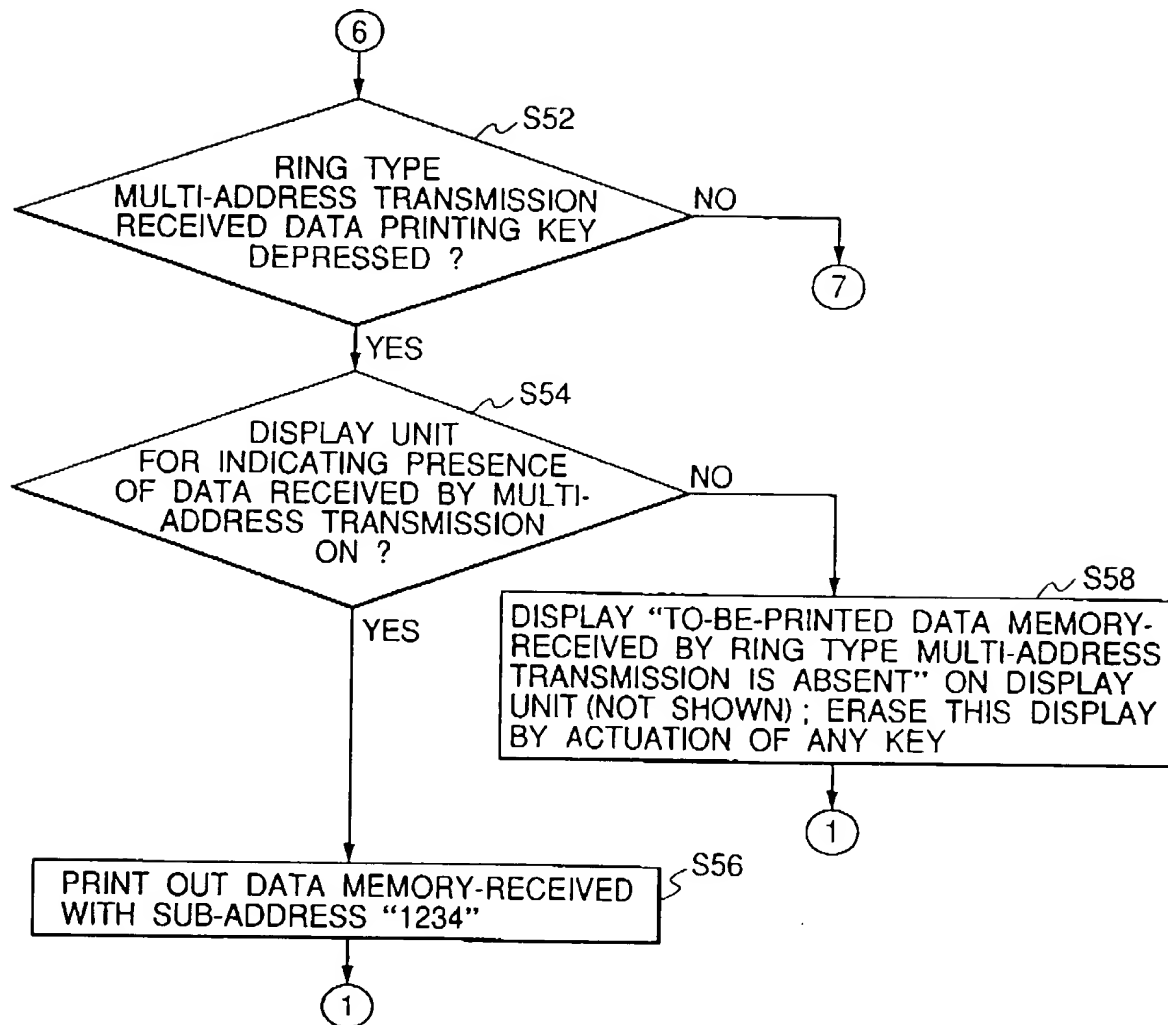 6
S52
RING TYPE
MULTI-ADDRESS TRANSMISSION
RECEIVED DATA PRINTING KEY
DEPRESSED ?
NO
7
YES
S54
DISPLAY UNIT
FOR INDICATING PRESENCE
OF DATA RECEIVED BY MULTI-
ADDRESS TRANSMISSION
ON ?
NO
YES
S58
DISPLAY “TO-BE-PRINTED DATA MEMORY-
RECEIVED BY RING TYPE MULTI-ADDRESS
TRANSMISSION IS ABSENT” ON DISPLAY
UNIT (NOT SHOWN) ; ERASE THIS DISPLAY
BY ACTUATION OF ANY KEY
1
S56
PRINT OUT DATA MEMORY-RECEIVED
WITH SUB-ADDRESS “1234”
1